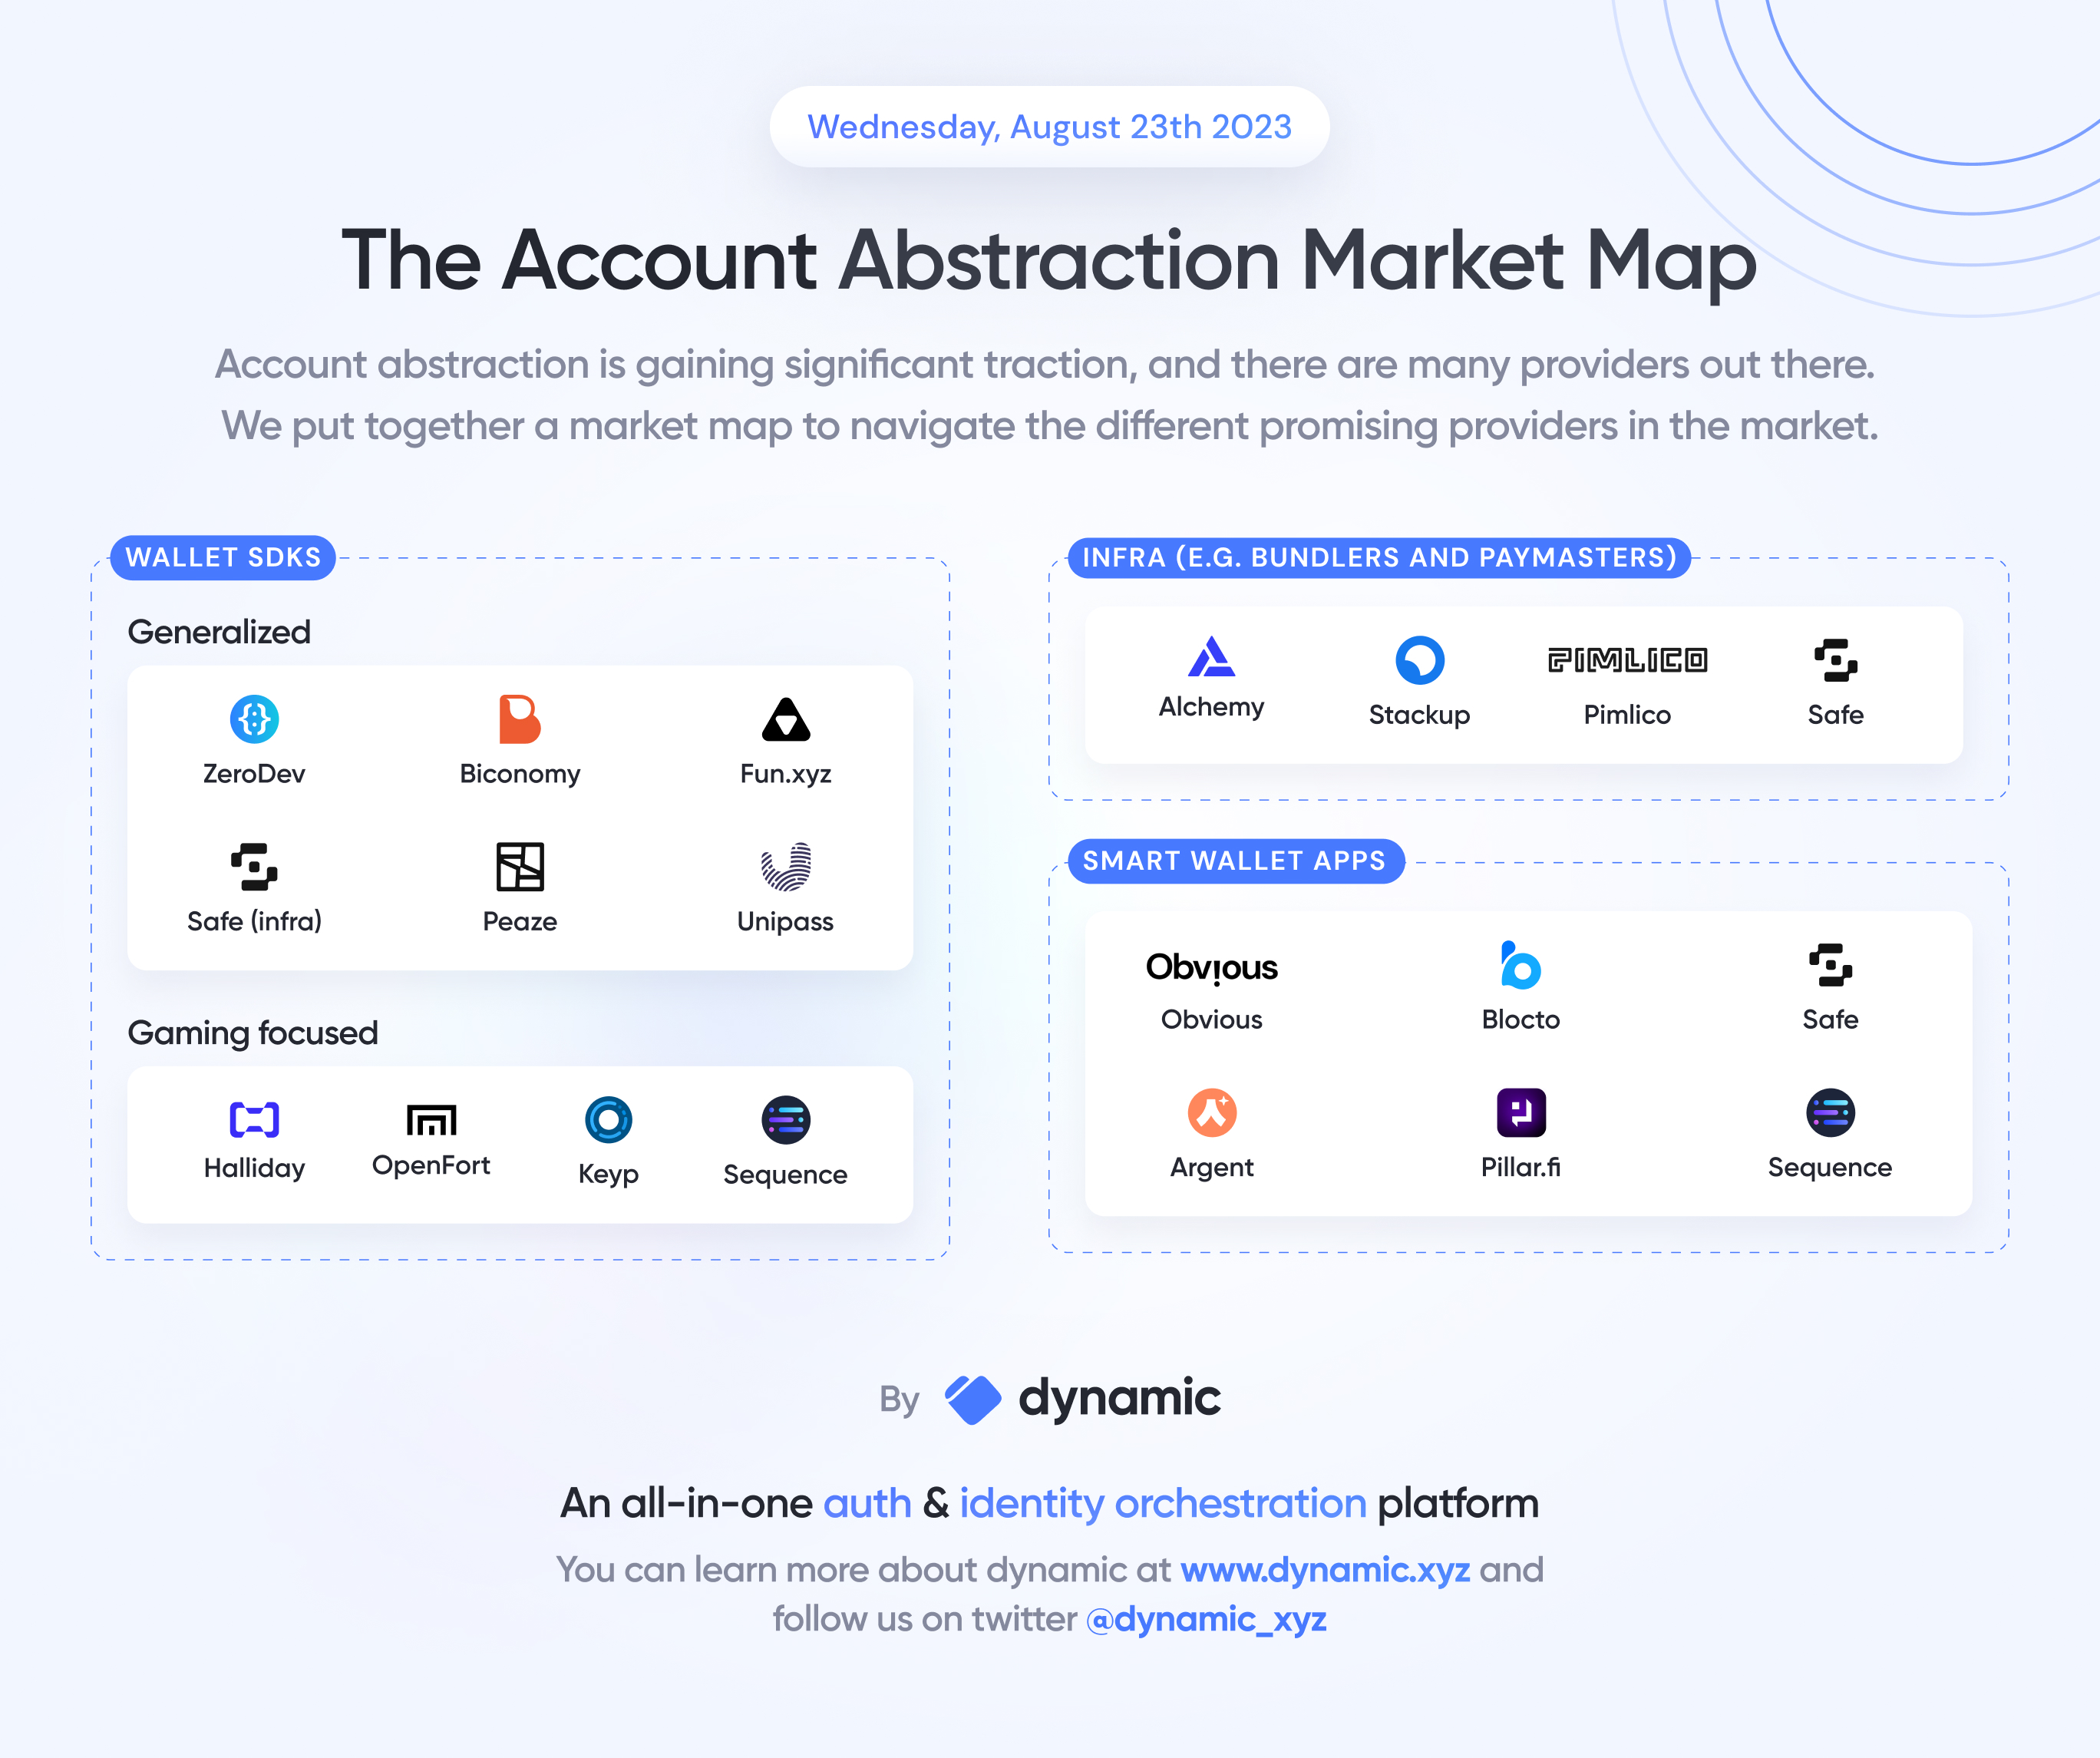 Wednesday, August 23th 2023
The Account Abstraction Market Map
Account abstraction is gaining significant traction, and there are many providers out there.
We put together a market map to navigate the different promising providers in the market.
WALLET SDKS
Generalized
ZeroDev
Biconomy
Fun.xyz
Safe (infra)
Peaze
Unipass
Gaming focused
Halliday
OpenFort
Keyp
Sequence
INFRA (E.G. BUNDLERS AND PAYMASTERS)
Alchemy
Stackup
PIMLICO
Pimlico
Safe
SMART WALLET APPS
Obvious
Obvious
Blocto
Safe
Argent
Pillar.fi
Sequence
By dynamic
An all-in-one auth & identity orchestration platform
You can learn more about dynamic at www.dynamic.xyz and
follow us on twitter @dynamic_xyz